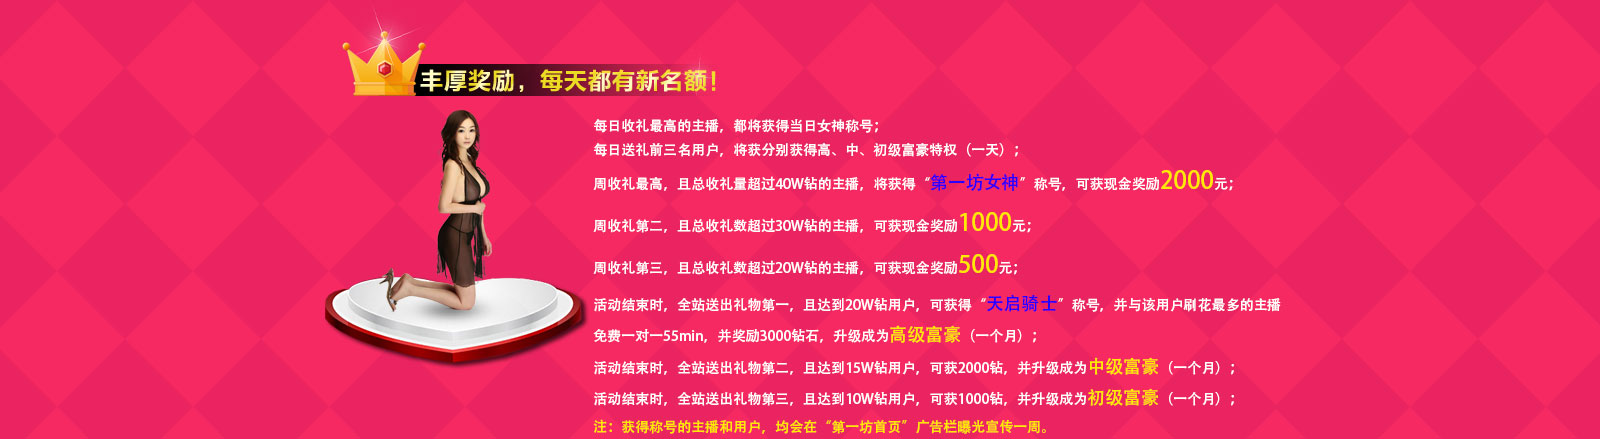 丰厚奖励，每天都有新名额！
每日收礼最高的主播，都将获得当日女神称号；
每日送礼前三名用户，将获分别获得高、中、初级富豪特权（一天）；
周收礼最高，且总收礼量超过40W钻的主播，将获得“第一坊女神”称号，可获现金奖励2000元；
周收礼第二，且总收礼数超过30W钻的主播，可获现金奖励1000元；
周收礼第三，且总收礼数超过20W钻的主播，可获现金奖励500元；
活动结束时，全站送出礼物第一，且达到20W钻用户，可获得“天启骑士”称号，并与该用户刷花最多的主播
免费一对一55min，并奖励3000钻石，升级成为高级富豪（一个月）；
活动结束时，全站送出礼物第二，且达到15W钻用户，可获2000钻，并升级成为中级富豪（一个月）；
活动结束时，全站送出礼物第三，且达到10W钻用户，可获1000钻，并升级成为初级富豪（一个月）；
注：获得称号的主播和用户，均会在“第一坊首页”广告栏曝光宣传一周。